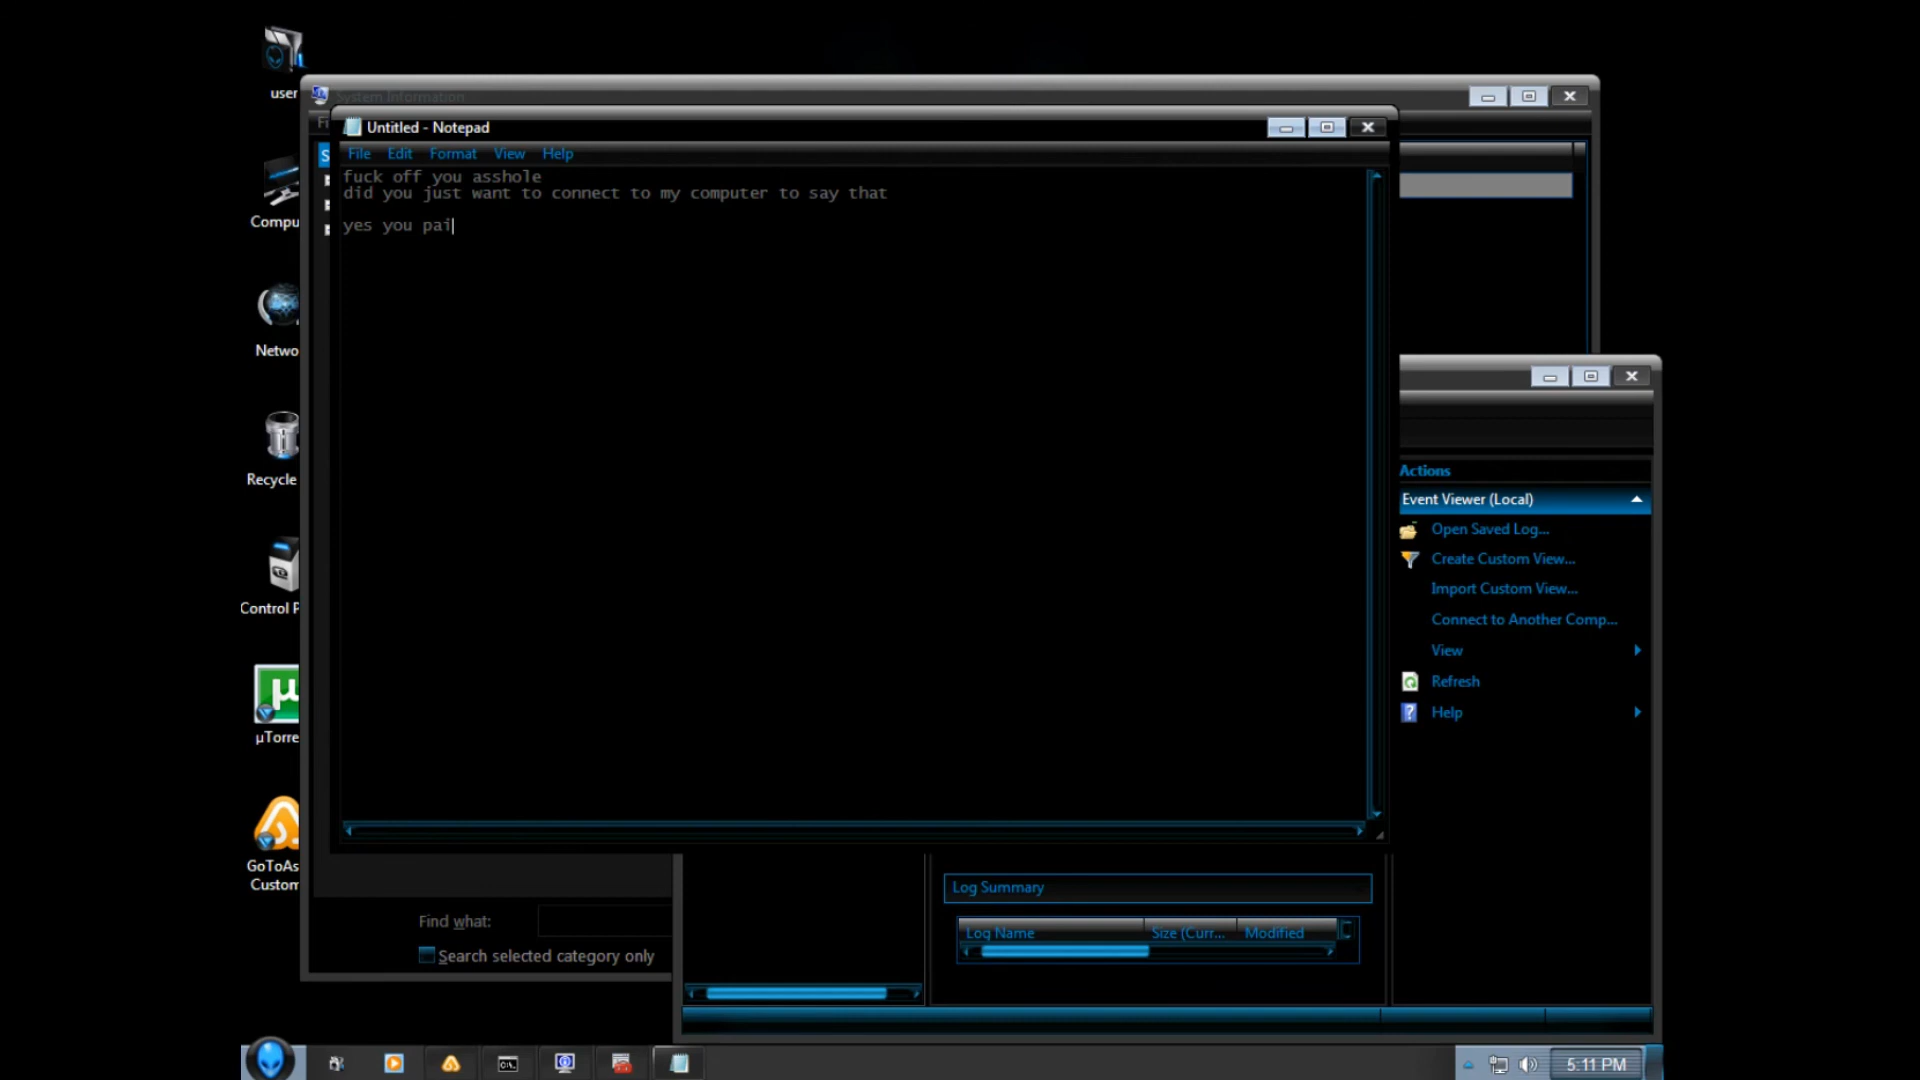 user
System Information
Fi
Untitled - Notepad
S
File Edit Format View Help
fuck off you asshole
did you just want to connect to my computer to say that
yes you pai
Compu
Netwo
Recycle
Control P
µ
µTorre
GoToAs
Custom
Actions
Event Viewer (Local)
Open Saved Log...
Create Custom View...
Import Custom View...
Connect to Another Comp...
View
Refresh
Help
Log Summary
Log Name Size (Curr... Modified
Find what:
Search selected category only
C:\.
5:11 PM